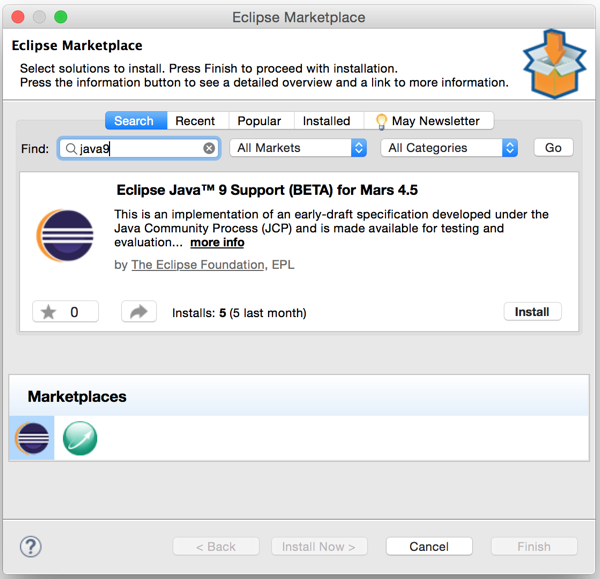 Eclipse Marketplace
Eclipse Marketplace
Select solutions to install. Press Finish to proceed with installation.
Press the information button to see a detailed overview and a link to more information.
Search Recent Popular Installed May Newsletter
Find: java9 All Markets All Categories Go
Eclipse Java™ 9 Support (BETA) for Mars 4.5
This is an implementation of an early-draft specification developed under the
Java Community Process (JCP) and is made available for testing and
evaluation... more info
by The Eclipse Foundation, EPL
0 Installs: 5 (5 last month) Install
Marketplaces
? < Back Install Now > Cancel Finish